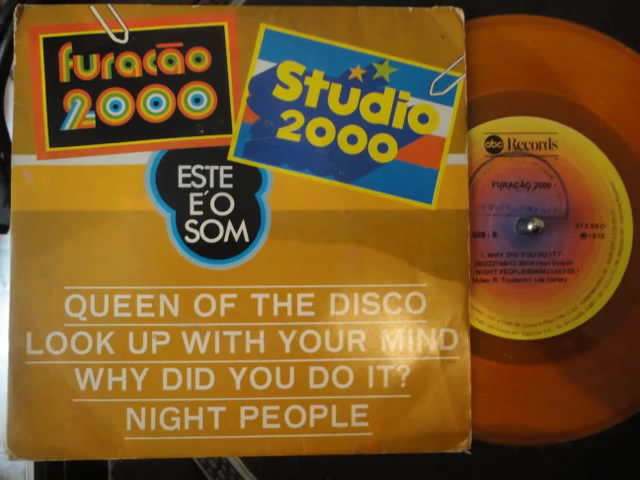 Furacão
2000
Studio
2000
ESTE
E'O
SOM
QUEEN OF THE DISCO
LOOK UP WITH YOUR MIND
WHY DID YOU DO IT?
NIGHT PEOPLE
abc Records
FURACÃO 2000
STEREO
1. WHY DID YOU DO IT?
NIGHT PEOPLE